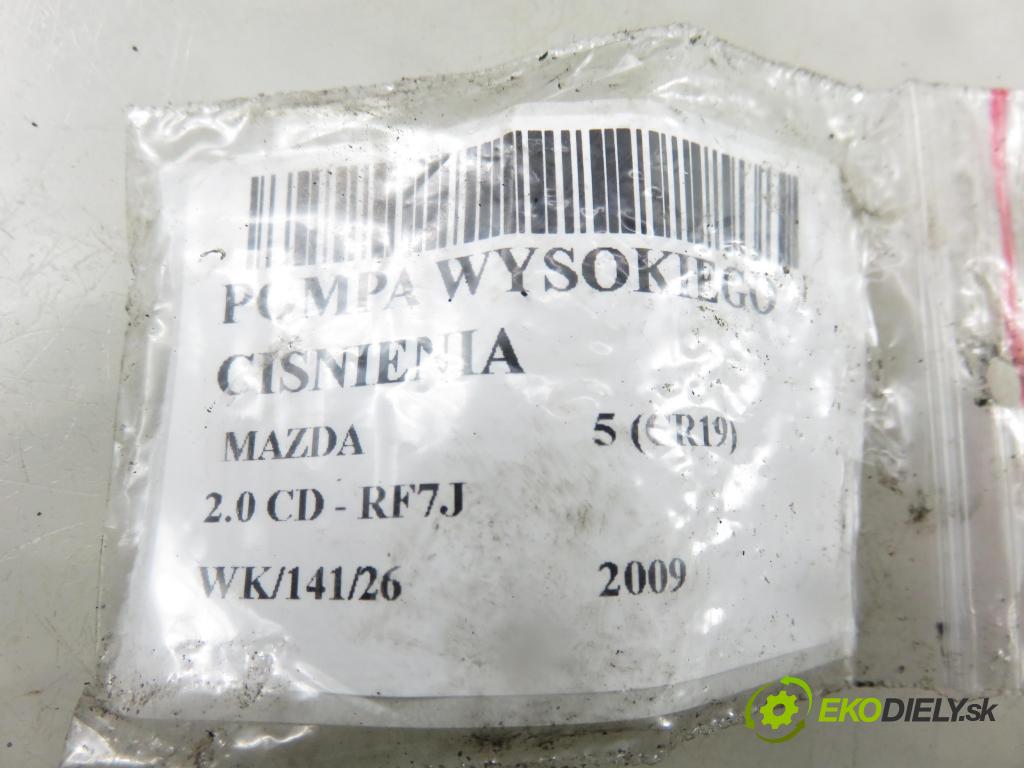 POMPA WYSOKIEGO
CISNIENIA
MAZDA 5 (CR19)
2.0 CD - RF7J
WK/141/26 2009
EKODIELY.sk